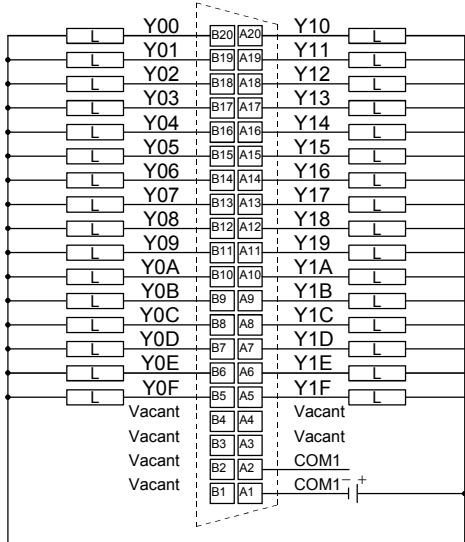 L Y00 B20 A20 Y10 L
L Y01 B19 A19 Y11 L
L Y02 B18 A18 Y12 L
L Y03 B17 A17 Y13 L
L Y04 B16 A16 Y14 L
L Y05 B15 A15 Y15 L
L Y06 B14 A14 Y16 L
L Y07 B13 A13 Y17 L
L Y08 B12 A12 Y18 L
L Y09 B11 A11 Y19 L
L Y0A B10 A10 Y1A L
L Y0B B9 A9 Y1B L
L Y0C B8 A8 Y1C L
L Y0D B7 A7 Y1D L
L Y0E B6 A6 Y1E L
L Y0F B5 A5 Y1F L
Vacant B4 A4 Vacant
Vacant B3 A3 Vacant
Vacant B2 A2 COM1
Vacant B1 A1 COM1 − +